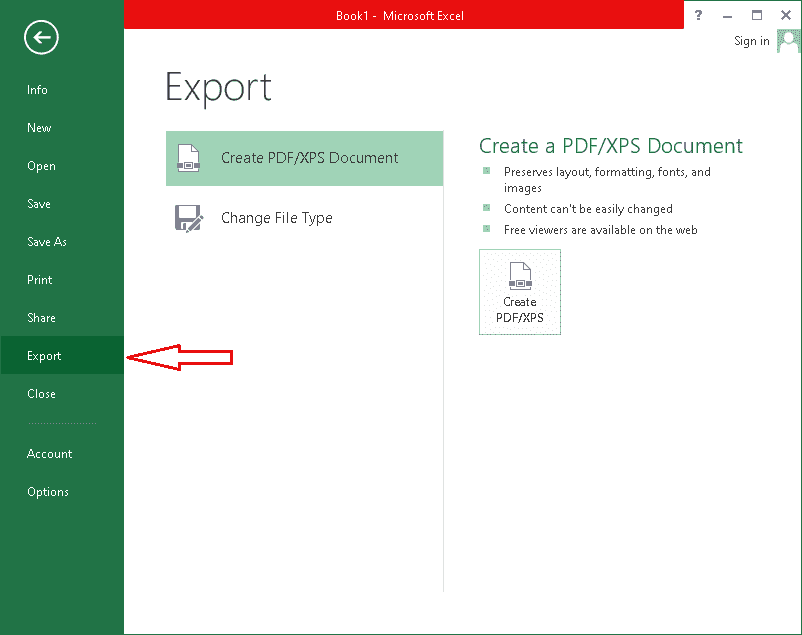 Book1 - Microsoft Excel
?
Sign in
Info
New
Open
Save
Save As
Print
Share
Export
Close
Account
Options
Export
Create PDF/XPS Document
Change File Type
Create a PDF/XPS Document
Preserves layout, formatting, fonts, and
images
Content can't be easily changed
Free viewers are available on the web
Create
PDF/XPS